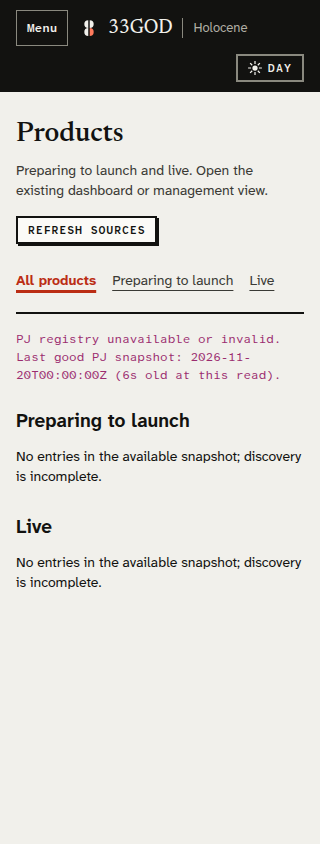 Menu
33GOD
Holocene
DAY
Products
Preparing to launch and live. Open the
existing dashboard or management view.
REFRESH SOURCES
All products
Preparing to launch
Live
PJ registry unavailable or invalid.
Last good PJ snapshot: 2026-11-
20T00:00:00Z (6s old at this read).
Preparing to launch
No entries in the available snapshot; discovery
is incomplete.
Live
No entries in the available snapshot; discovery
is incomplete.